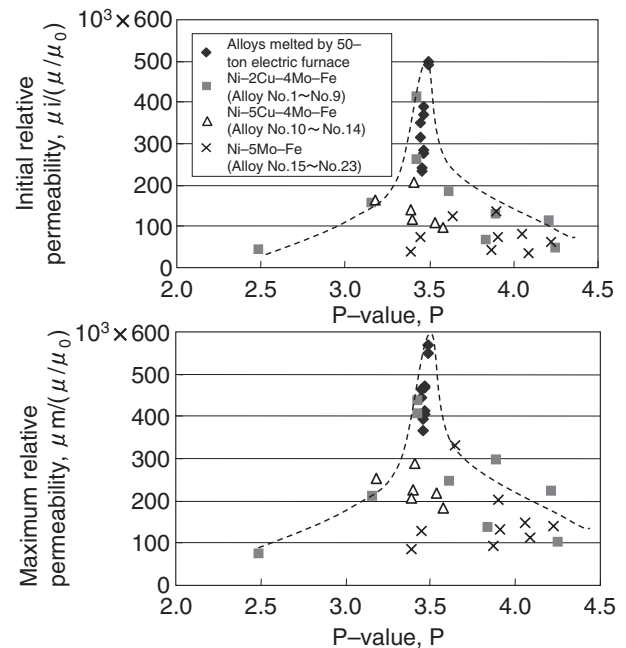 10³×600
500
400
300
200
100
0
Initial relative
permeability, μi/(μ/μ₀)
Alloys melted by 50–
ton electric furnace
Ni–2Cu–4Mo–Fe
(Alloy No.1～No.9)
Ni–5Cu–4Mo–Fe
(Alloy No.10～No.14)
Ni–5Mo–Fe
(Alloy No.15～No.23)
2.0 2.5 3.0 3.5 4.0 4.5
P–value, P
10³×600
500
400
300
200
100
0
Maximum relative
permeability, μm/(μ/μ₀)
2.0 2.5 3.0 3.5 4.0 4.5
P–value, P